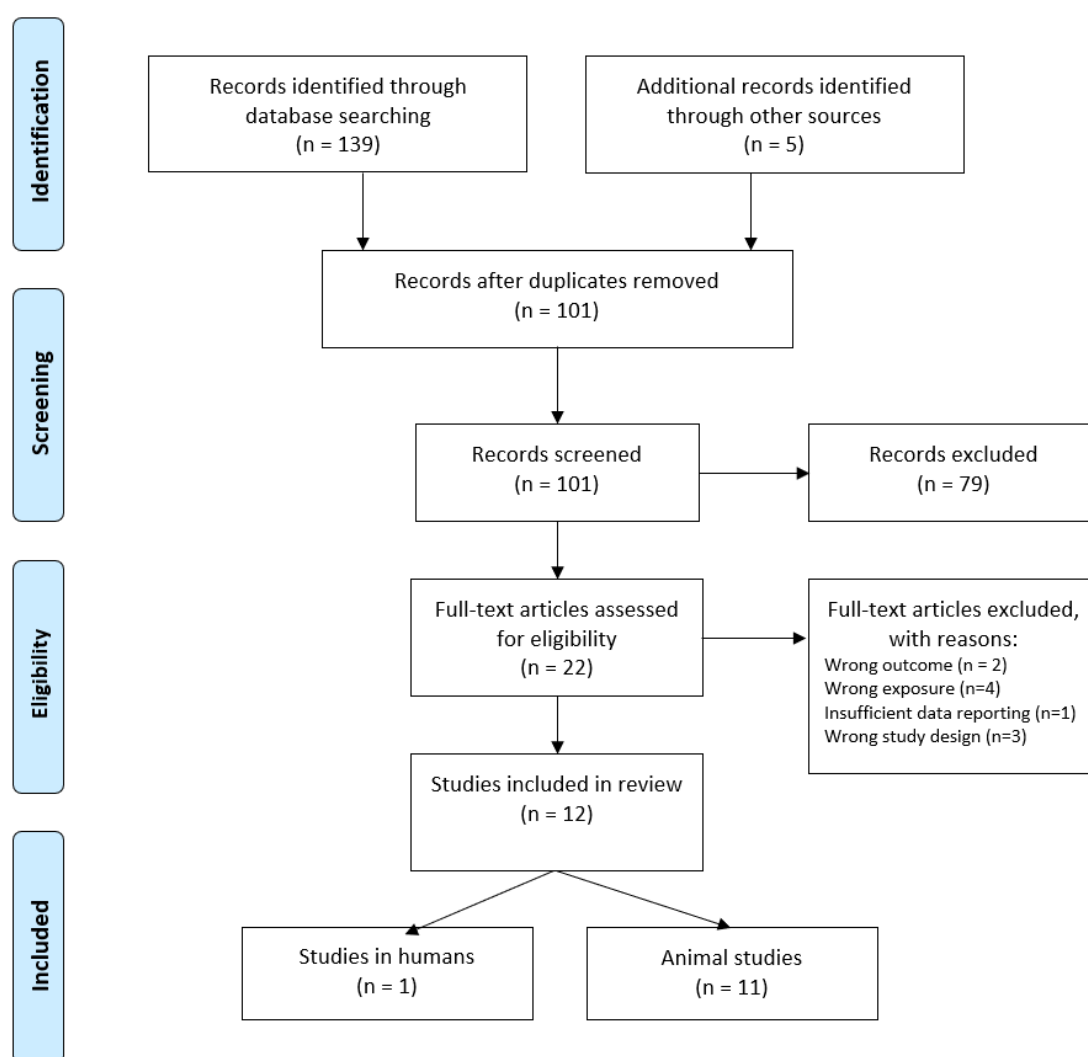 Identification
Records identified through
database searching
(n = 139)
Additional records identified
through other sources
(n = 5)
Records after duplicates removed
(n = 101)
Screening
Records screened
(n = 101)
Records excluded
(n = 79)
Eligibility
Full-text articles assessed
for eligibility
(n = 22)
Full-text articles excluded,
with reasons:
Wrong outcome (n = 2)
Wrong exposure (n=4)
Insufficient data reporting (n=1)
Wrong study design (n=3)
Studies included in review
(n = 12)
Included
Studies in humans
(n = 1)
Animal studies
(n = 11)